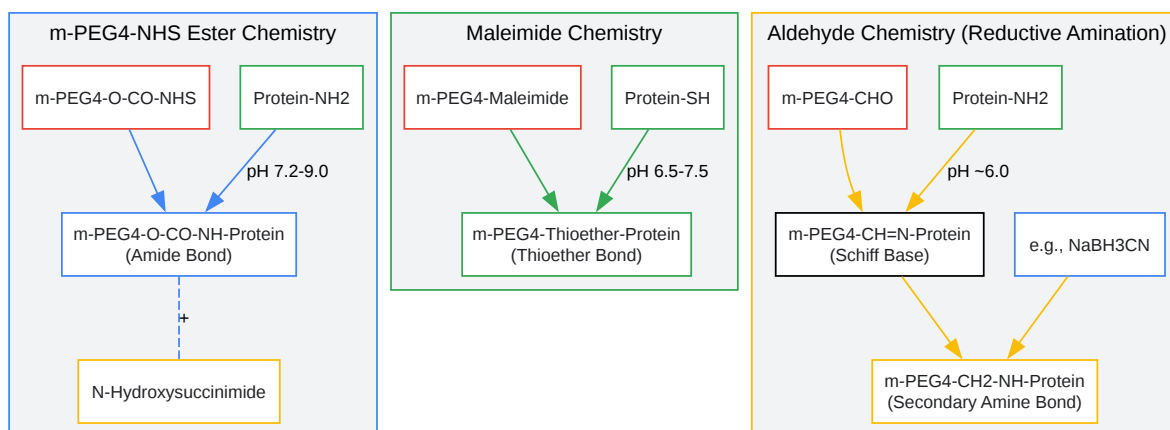 m-PEG4-NHS Ester Chemistry
m-PEG4-O-CO-NHS
Protein-NH2
pH 7.2-9.0
m-PEG4-O-CO-NH-Protein
(Amide Bond)
+
N-Hydroxysuccinimide
Maleimide Chemistry
m-PEG4-Maleimide
Protein-SH
pH 6.5-7.5
m-PEG4-Thioether-Protein
(Thioether Bond)
Aldehyde Chemistry (Reductive Amination)
m-PEG4-CHO
Protein-NH2
pH ~6.0
m-PEG4-CH=N-Protein
(Schiff Base)
e.g., NaBH3CN
m-PEG4-CH2-NH-Protein
(Secondary Amine Bond)